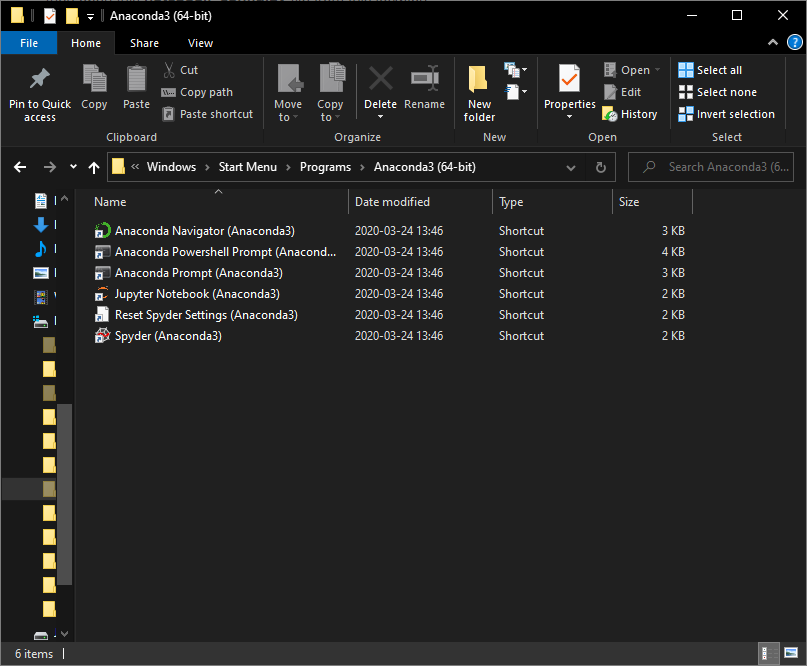 Anaconda3 (64-bit)
File Home Share View
Pin to Quick access
Copy
Paste
Cut
Copy path
Paste shortcut
Clipboard
Move to
Copy to
Delete
Rename
Organize
New folder
New
Properties
Open
Edit
History
Open
Select all
Select none
Invert selection
Select
« Windows › Start Menu › Programs › Anaconda3 (64-bit)
Search Anaconda3 (6...
Name Date modified Type Size
Anaconda Navigator (Anaconda3) 2020-03-24 13:46 Shortcut 3 KB
Anaconda Powershell Prompt (Anacond... 2020-03-24 13:46 Shortcut 4 KB
Anaconda Prompt (Anaconda3) 2020-03-24 13:46 Shortcut 3 KB
Jupyter Notebook (Anaconda3) 2020-03-24 13:46 Shortcut 2 KB
Reset Spyder Settings (Anaconda3) 2020-03-24 13:46 Shortcut 2 KB
Spyder (Anaconda3) 2020-03-24 13:46 Shortcut 2 KB
6 items